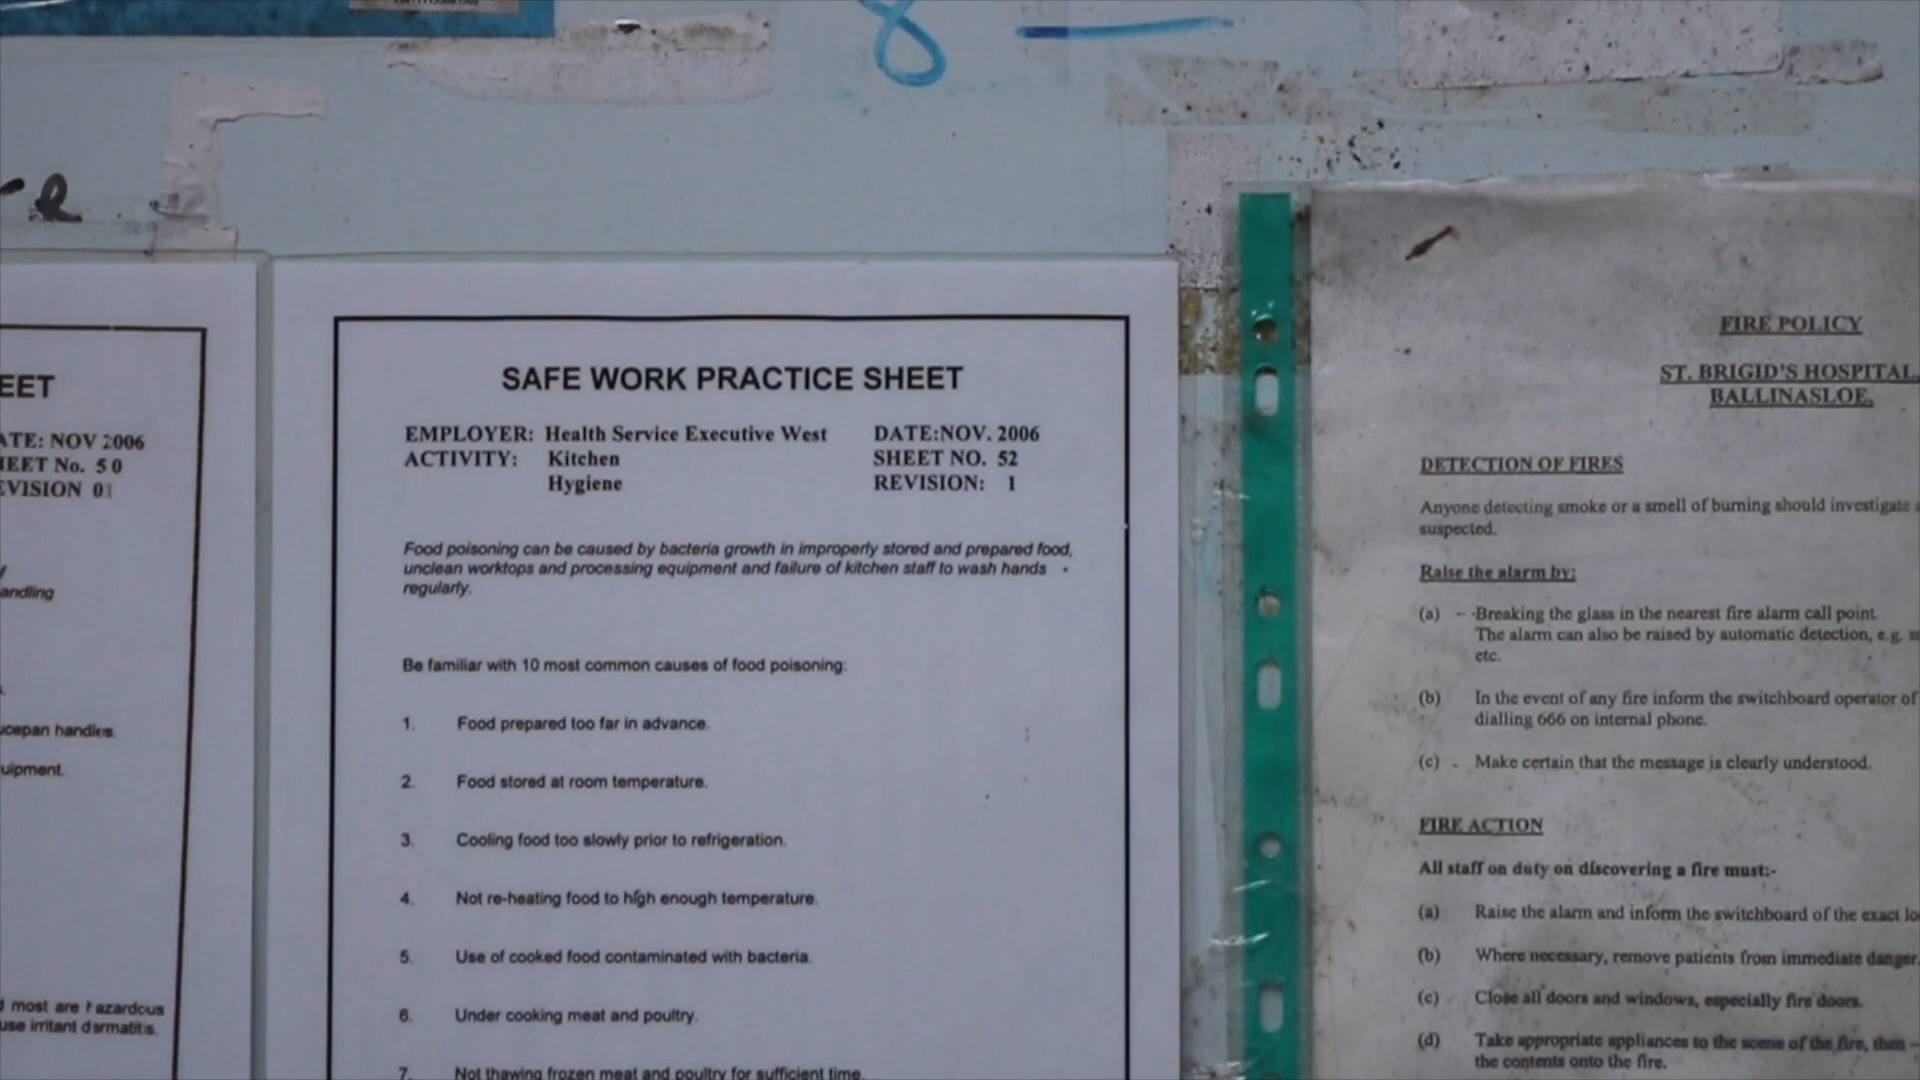 8 —
e
EET
ATE: NOV 2006
HEET No. 50
EVISION 01
andling
ucepan handles.
uipment.
most are hazardous
use irritant dermatitis.
SAFE WORK PRACTICE SHEET
EMPLOYER: Health Service Executive West
DATE:NOV. 2006
ACTIVITY: Kitchen
SHEET NO. 52
Hygiene
REVISION: 1
Food poisoning can be caused by bacteria growth in improperly stored and prepared food,
unclean worktops and processing equipment and failure of kitchen staff to wash hands
regularly.
Be familiar with 10 most common causes of food poisoning:
1. Food prepared too far in advance.
2. Food stored at room temperature.
3. Cooling food too slowly prior to refrigeration.
4. Not re-heating food to high enough temperature.
5. Use of cooked food contaminated with bacteria.
6. Under cooking meat and poultry.
7. Not thawing frozen meat and poultry for sufficient time.
FIRE POLICY
ST. BRIGID'S HOSPITAL,
BALLINASLOE.
DETECTION OF FIRES
Anyone detecting smoke or a smell of burning should investigate
suspected.
Raise the alarm by:
(a) Breaking the glass in the nearest fire alarm call point.
The alarm can also be raised by automatic detection, e.g.
etc.
(b) In the event of any fire inform the switchboard operator of
dialling 666 on internal phone.
(c) Make certain that the message is clearly understood.
FIRE ACTION
All staff on duty on discovering a fire must:-
(a) Raise the alarm and inform the switchboard of the exact
(b) Where necessary, remove patients from immediate danger.
(c) Close all doors and windows, especially fire doors.
(d) Take appropriate appliances to the scene of the fire, then
the contents onto the fire.